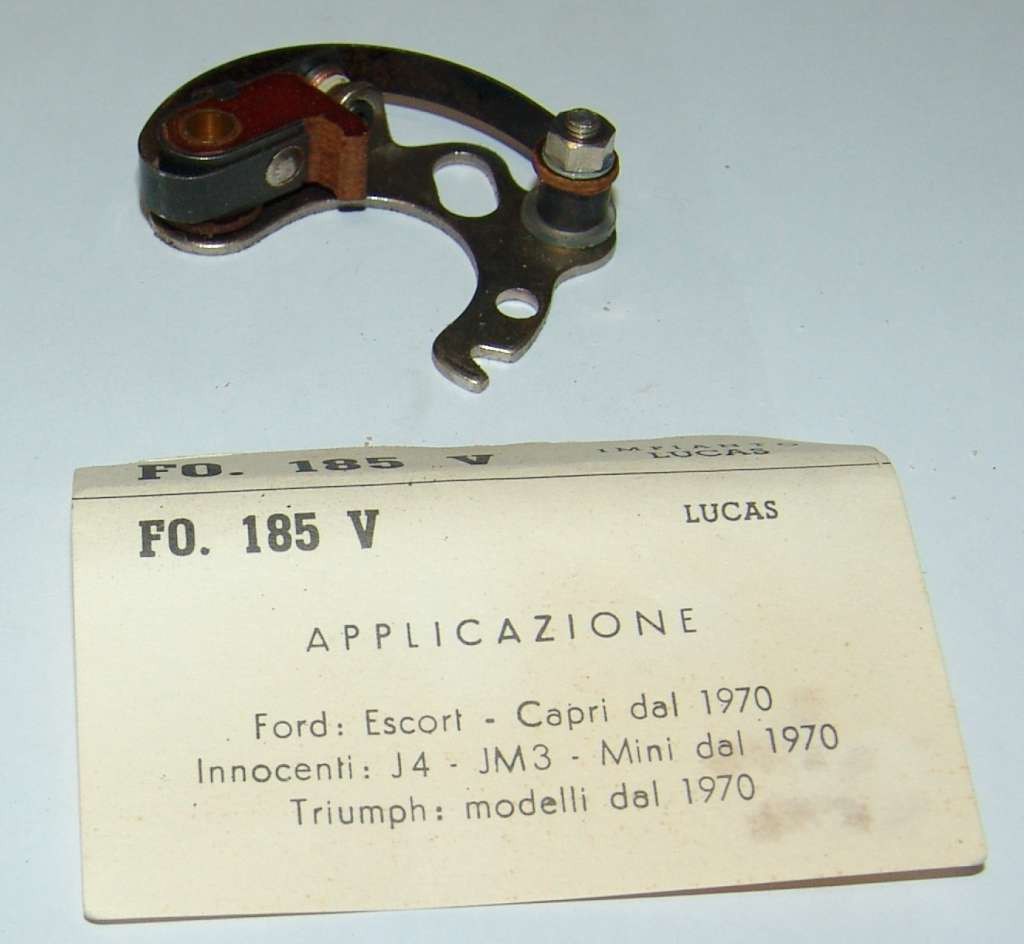 FO. 185 V IMPIANTO
LUCAS
FO. 185 V LUCAS
APPLICAZIONE
Ford: Escort - Capri dal 1970
Innocenti: J4 - JM3 - Mini dal 1970
Triumph: modelli dal 1970